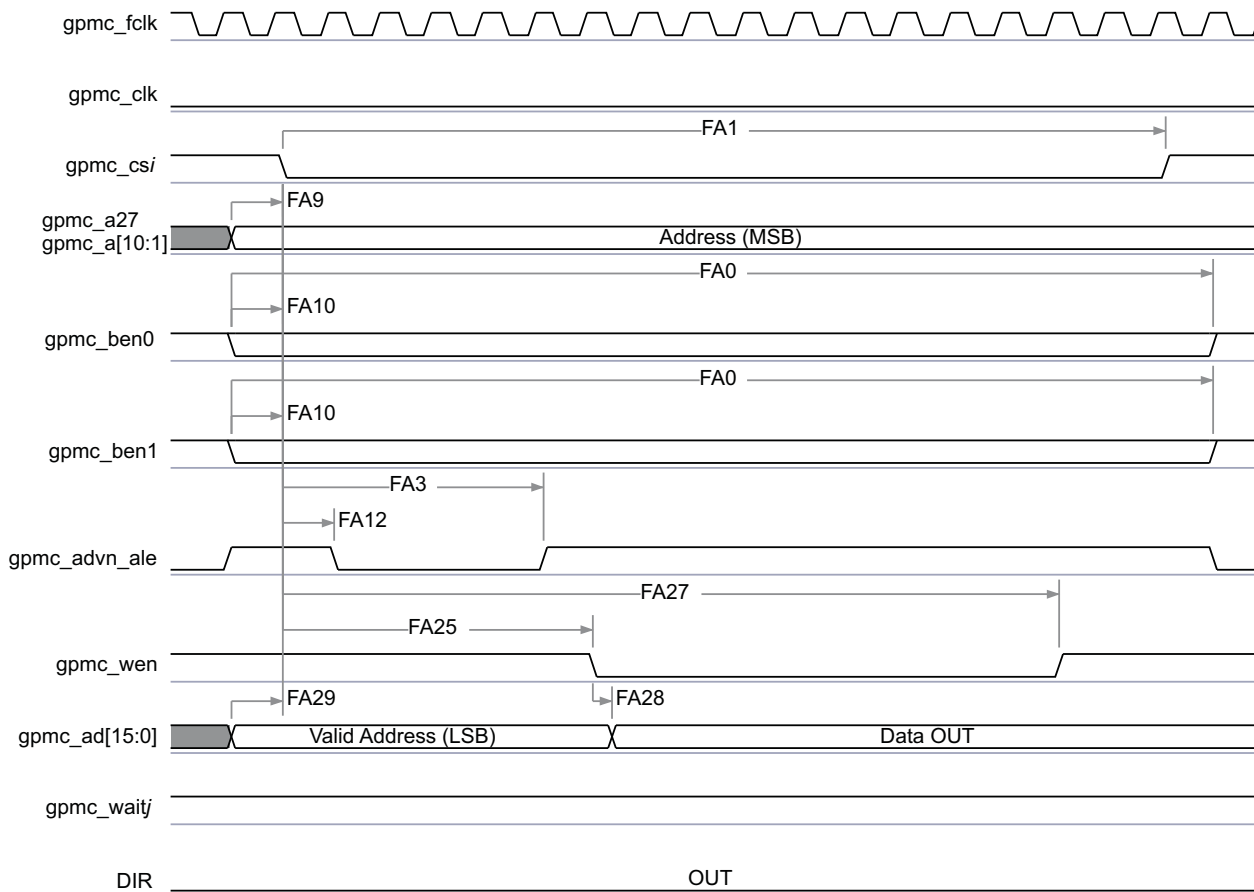 gpmc_fclk
gpmc_clk
FA1
gpmc_csi
FA9
gpmc_a27
gpmc_a[10:1]
Address (MSB)
FA0
FA10
gpmc_ben0
FA0
FA10
gpmc_ben1
FA3
FA12
gpmc_advn_ale
FA27
FA25
gpmc_wen
FA29
FA28
gpmc_ad[15:0]
Valid Address (LSB)
Data OUT
gpmc_waitj
DIR
OUT